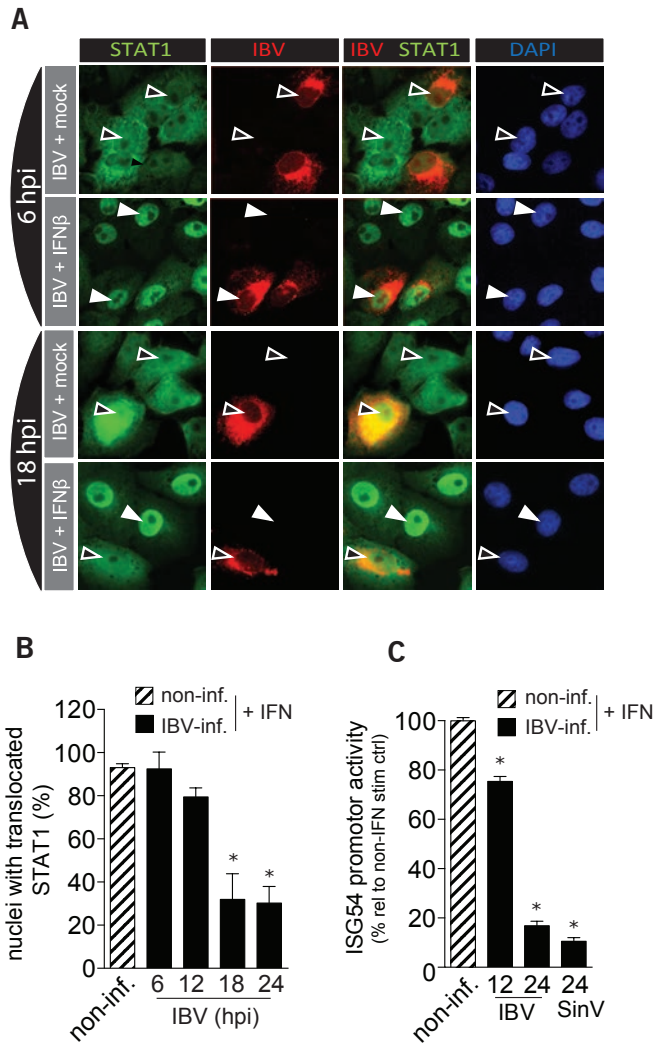 A
STAT1 IBV IBV STAT1 DAPI
6 hpi
IBV + mock
IBV + IFNβ
18 hpi
IBV + mock
IBV + IFNβ
B
non-inf.
IBV-inf.
+ IFN
nuclei with translocated
STAT1 (%)
120
100
80
60
40
20
0
* *
non-inf. 6 12 18 24
IBV (hpi)
C
non-inf.
IBV-inf.
+ IFN
ISG54 promotor activity
(% rel to non-IFN stim ctrl)
100
80
60
40
20
0
* * *
non-inf. 12 24 24
IBV SinV